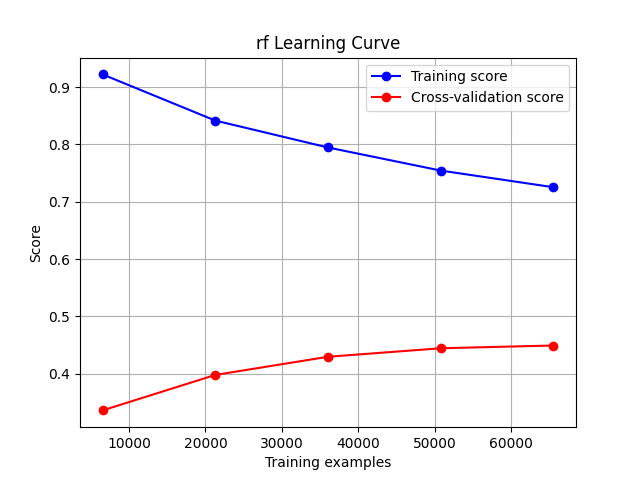 rf Learning Curve
Training score
Cross-validation score
Score
0.9
0.8
0.7
0.6
0.5
0.4
10000 20000 30000 40000 50000 60000
Training examples